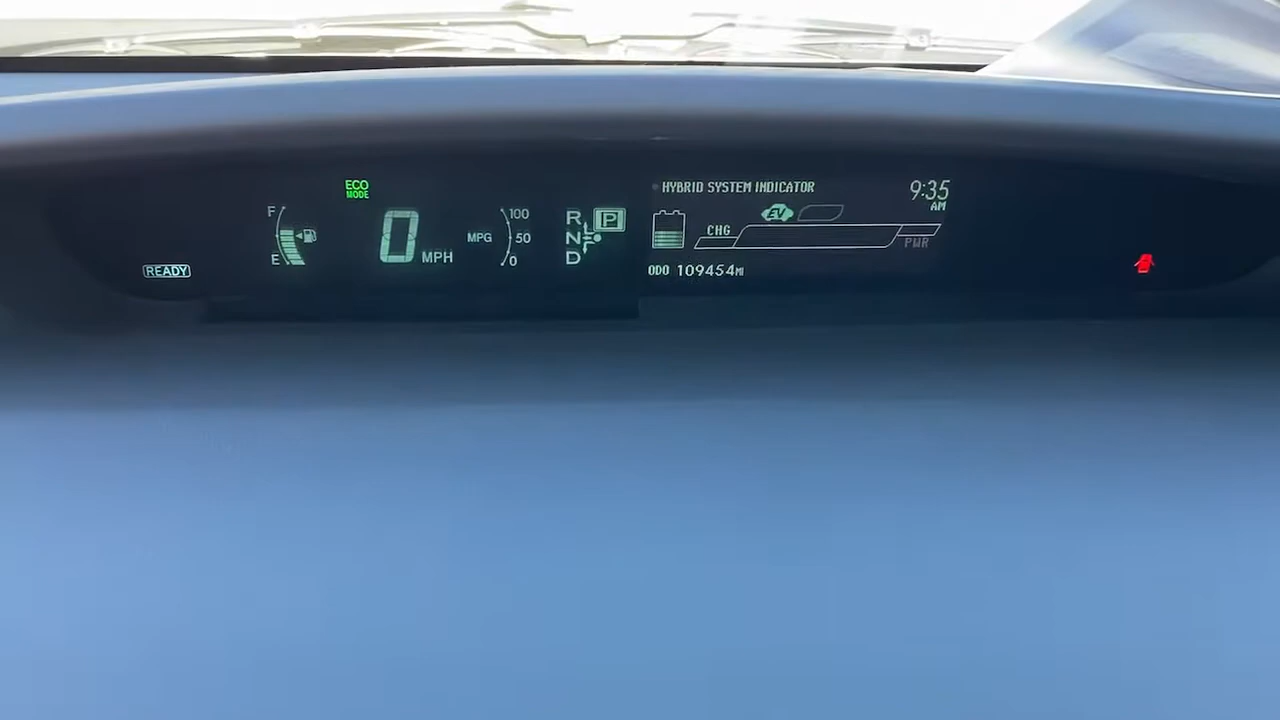 ECO
MODE
F
E
READY
0 MPH
MPG
100
50
0
R
N
D
P
HYBRID SYSTEM INDICATOR
9:35
AM
EV
CHG
PWR
ODO 109454MI